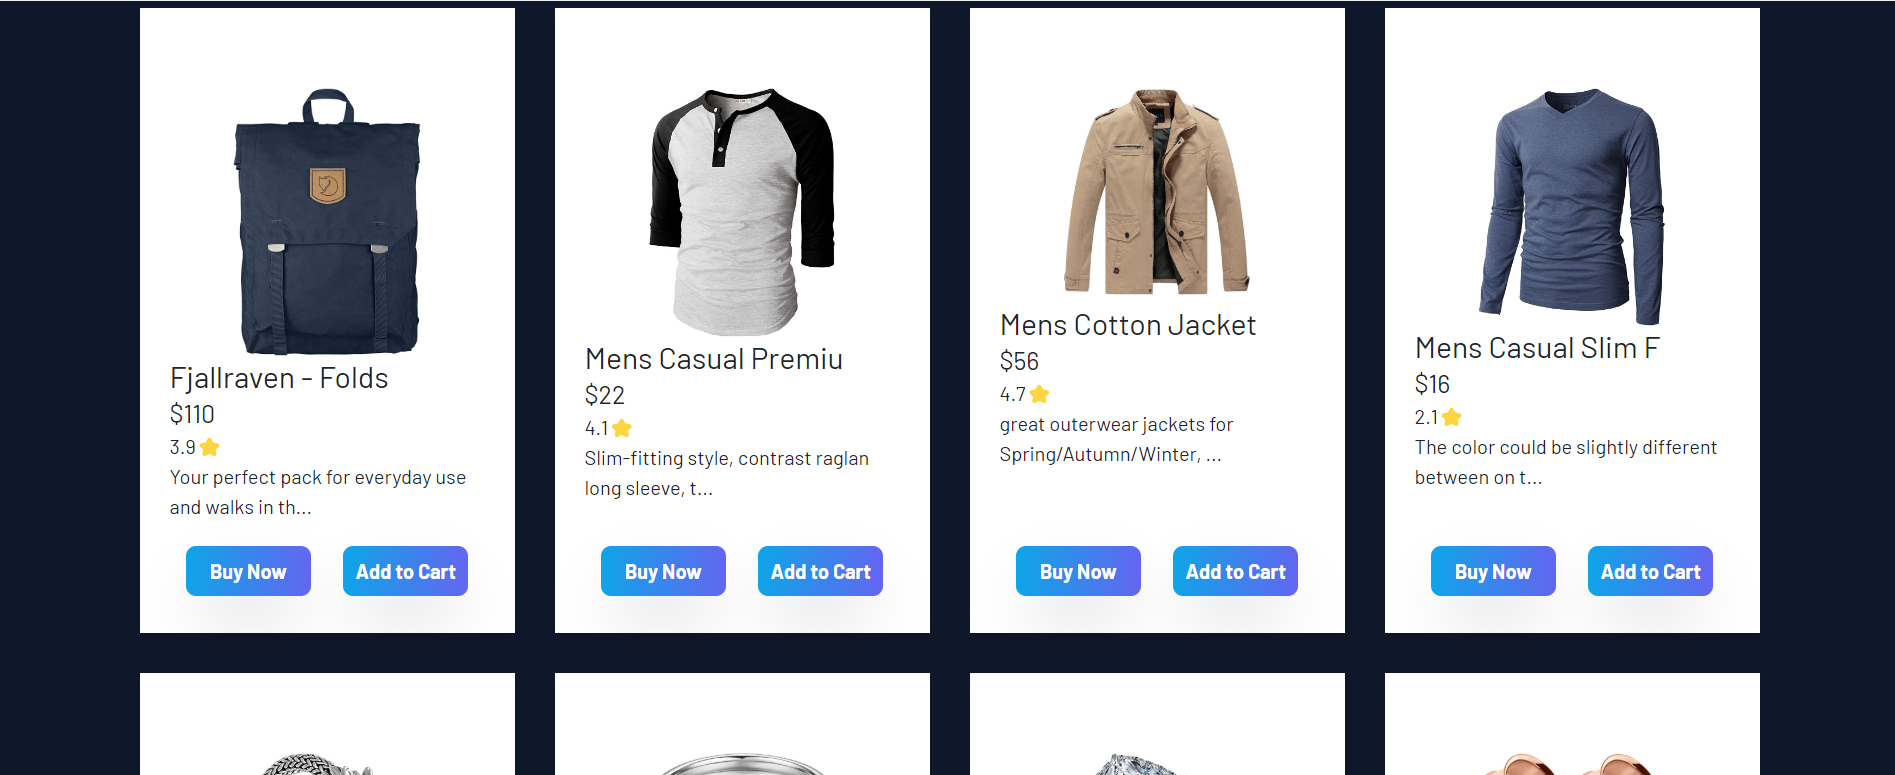 Fjallraven - Folds
$110
3.9
Your perfect pack for everyday use
and walks in th...
Buy Now
Add to Cart
Mens Casual Premiu
$22
4.1
Slim-fitting style, contrast raglan
long sleeve, t...
Buy Now
Add to Cart
Mens Cotton Jacket
$56
4.7
great outerwear jackets for
Spring/Autumn/Winter, ...
Buy Now
Add to Cart
Mens Casual Slim F
$16
2.1
The color could be slightly different
between on t...
Buy Now
Add to Cart